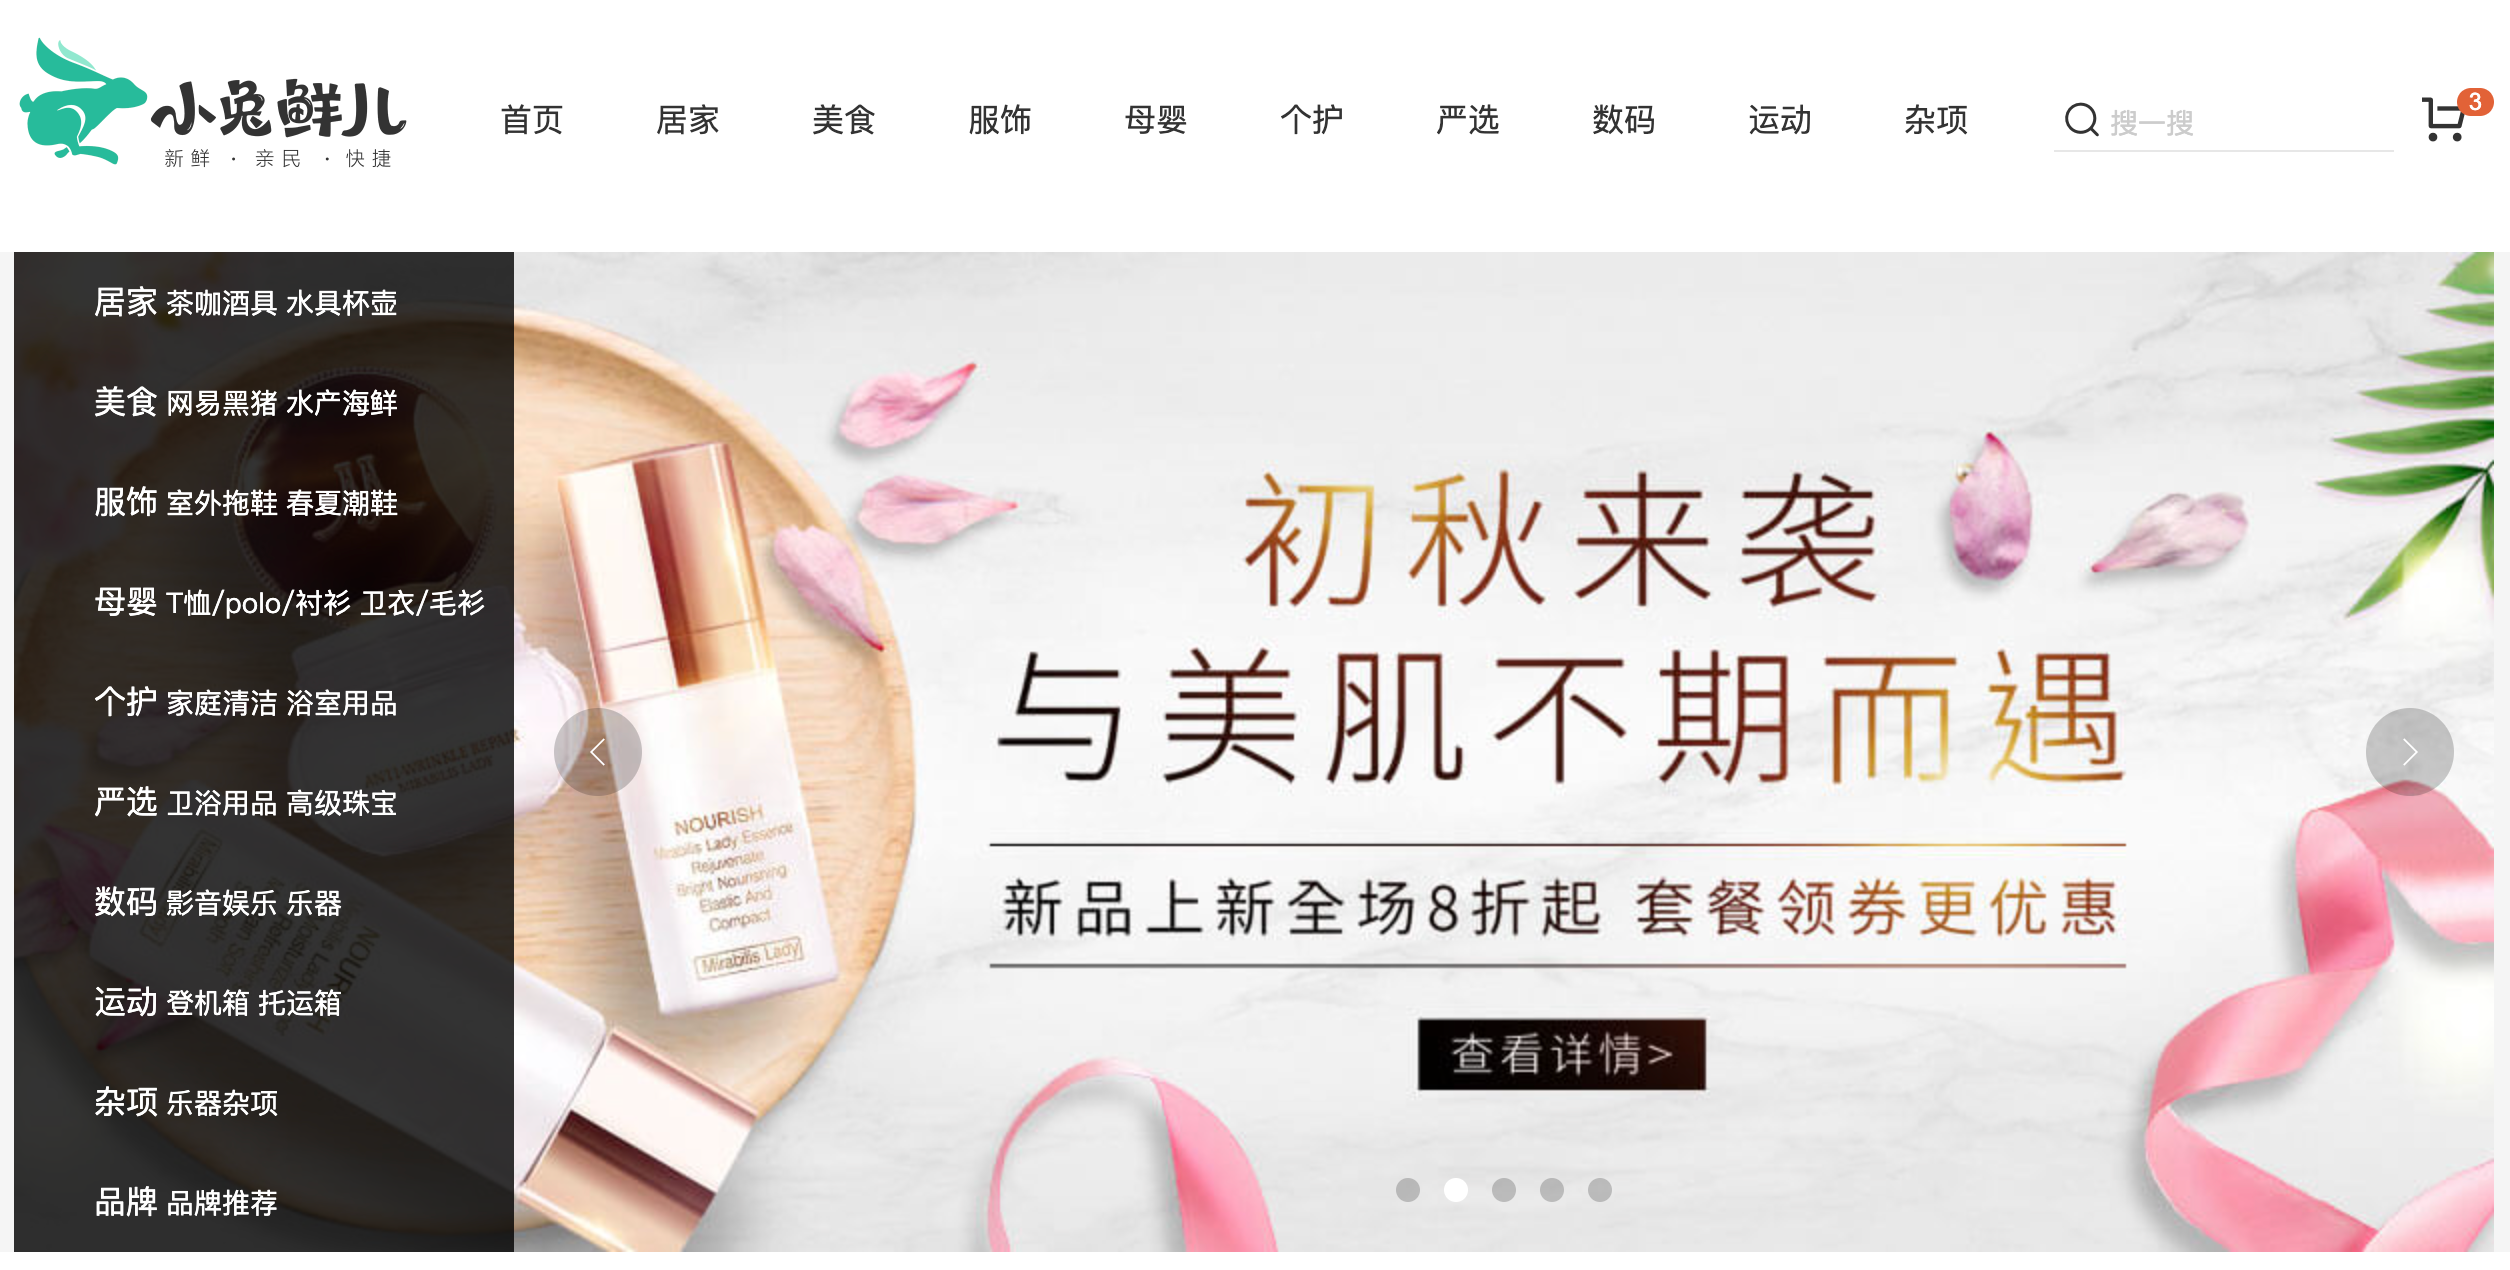 小兔鲜儿
新鲜 · 亲民 · 快捷
首页 居家 美食 服饰 母婴 个护 严选 数码 运动 杂项
搜一搜
3
居家 茶咖酒具 水具杯壶
美食 网易黑猪 水产海鲜
服饰 室外拖鞋 春夏潮鞋
母婴 T恤/polo/衬衫 卫衣/毛衫
个护 家庭清洁 浴室用品
严选 卫浴用品 高级珠宝
数码 影音娱乐 乐器
运动 登机箱 托运箱
杂项 乐器杂项
品牌 品牌推荐
ANTI-WRINKLE REPAIR
MIRABILIS LADY
NOURISH
Mirabilis Lady Essence
Rejuvenate
Bright Nourishing
Elastic And
Compact
Mirabilis Lady
初秋来袭
与美肌不期而遇
新品上新全场8折起 套餐领券更优惠
查看详情>